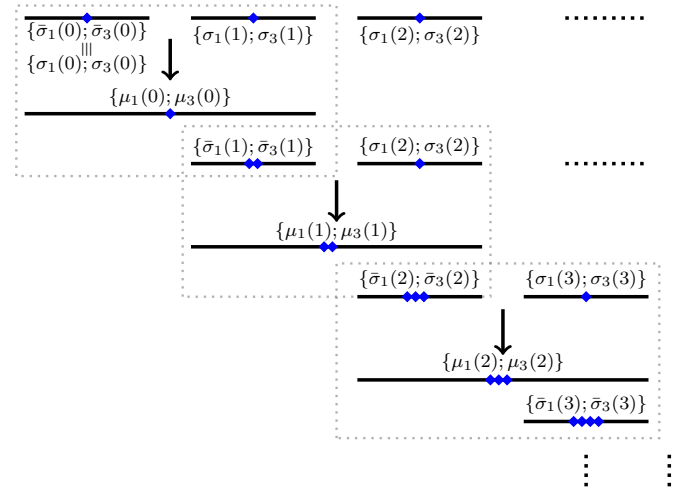 {σ̄₁(0); σ̄₃(0)} {σ₁(1); σ₃(1)} {σ₁(2); σ₃(2)}
≡
{σ₁(0); σ₃(0)}
{μ₁(0); μ₃(0)}
{σ̄₁(1); σ̄₃(1)} {σ₁(2); σ₃(2)}
{μ₁(1); μ₃(1)}
{σ̄₁(2); σ̄₃(2)} {σ₁(3); σ₃(3)}
{μ₁(2); μ₃(2)}
{σ̄₁(3); σ̄₃(3)}